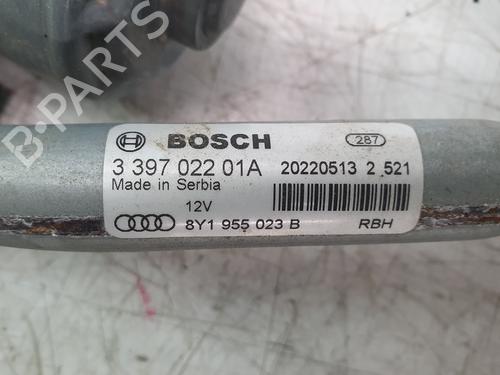 BOSCH 287
3 397 022 01A 20220513 2 521
Made in Serbia
12V
8Y1 955 023 B RBH
B-Parts